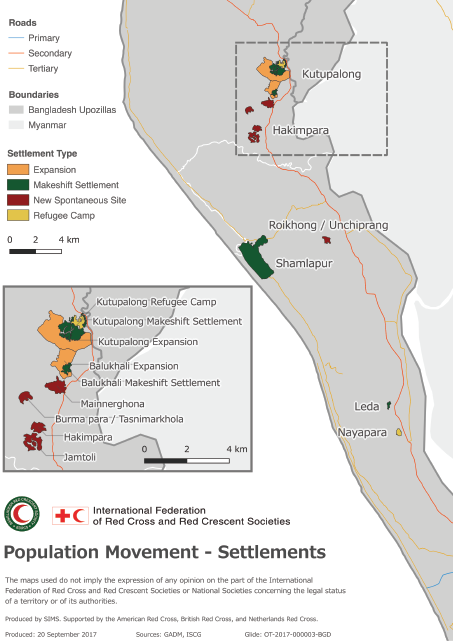 Roads
Primary
Secondary
Tertiary
Boundaries
Bangladesh Upozillas
Myanmar
Settlement Type
Expansion
Makeshift Settlement
New Spontaneous Site
Refugee Camp
0 2 4 km
Kutupalong
Hakimpara
Roikhong / Unchiprang
Shamlapur
Leda
Nayapara
Kutupalong Refugee Camp
Kutupalong Makeshift Settlement
Kutupalong Expansion
Balukhali Expansion
Balukhali Makeshift Settlement
Mainnerghona
Burma para / Tasnimarkhola
Hakimpara
Jamtoli
0 2 4 km
International Federation
of Red Cross and Red Crescent Societies
Population Movement - Settlements
The maps used do not imply the expression of any opinion on the part of the International
Federation of Red Cross and Red Crescent Societies or National Societies concerning the legal status
of a territory or of its authorities.
Produced by SIMS. Supported by the American Red Cross, British Red Cross, and Netherlands Red Cross.
Produced: 20 September 2017 Sources: GADM, ISCG Glide: OT-2017-000003-BGD